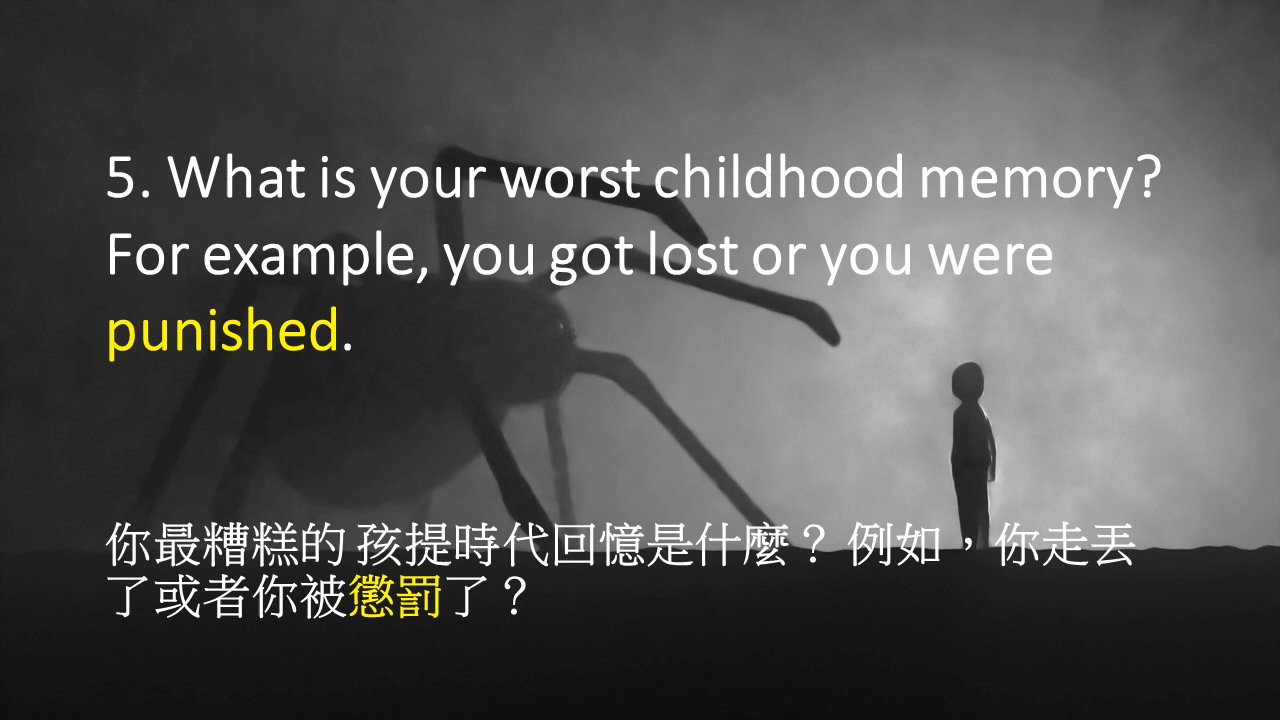 5. What is your worst childhood memory?
For example, you got lost or you were
punished.
你最糟糕的 孩提時代回憶是什麼？ 例如，你走丟
了或者你被懲罰了？